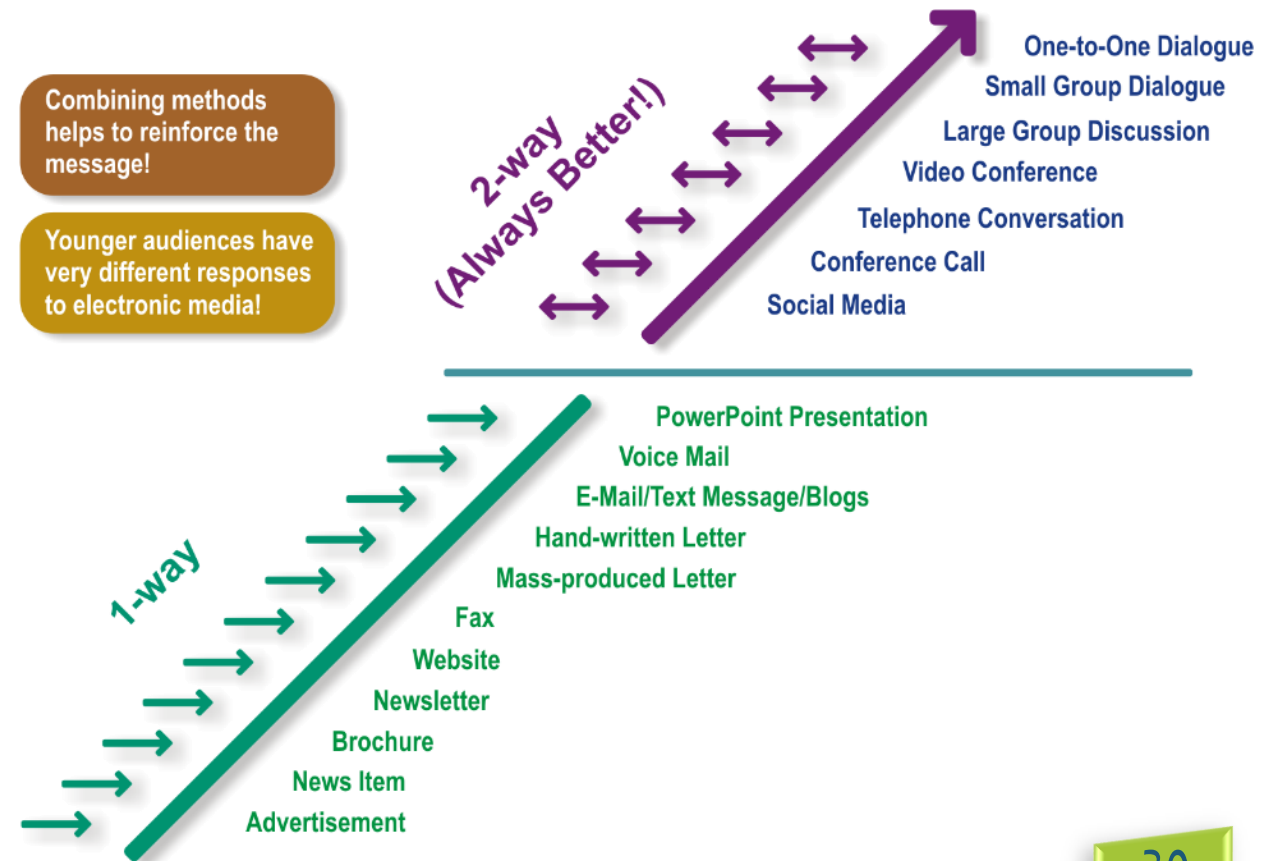 One-to-One Dialogue
Small Group Dialogue
Large Group Discussion
Video Conference
Telephone Conversation
Conference Call
Social Media
2-way
(Always Better!)
Combining methods
helps to reinforce the
message!
Younger audiences have
very different responses
to electronic media!
PowerPoint Presentation
Voice Mail
E-Mail/Text Message/Blogs
Hand-written Letter
Mass-produced Letter
Fax
Website
Newsletter
Brochure
News Item
Advertisement
1-way